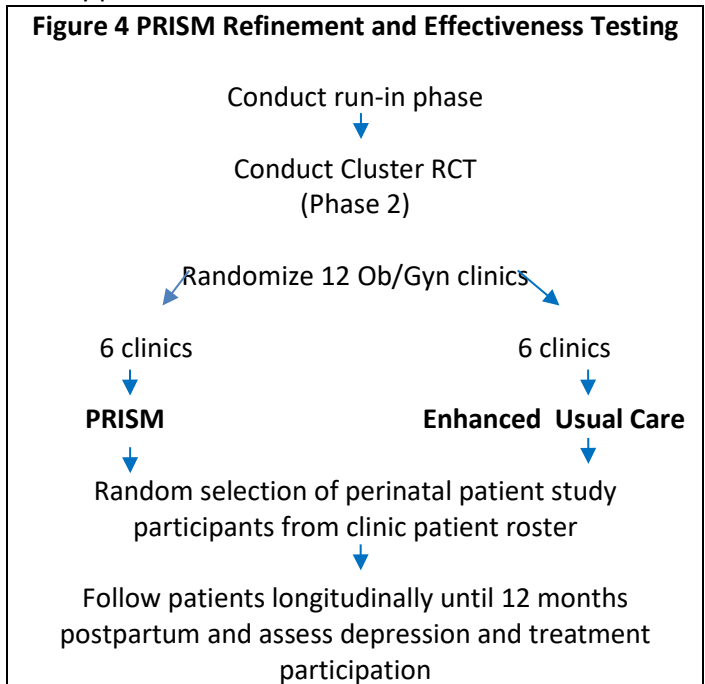 Figure 4 PRISM Refinement and Effectiveness Testing
Conduct run-in phase
Conduct Cluster RCT
(Phase 2)
Randomize 12 Ob/Gyn clinics
6 clinics 6 clinics
PRISM Enhanced Usual Care
Random selection of perinatal patient study
participants from clinic patient roster
Follow patients longitudinally until 12 months
postpartum and assess depression and treatment
participation